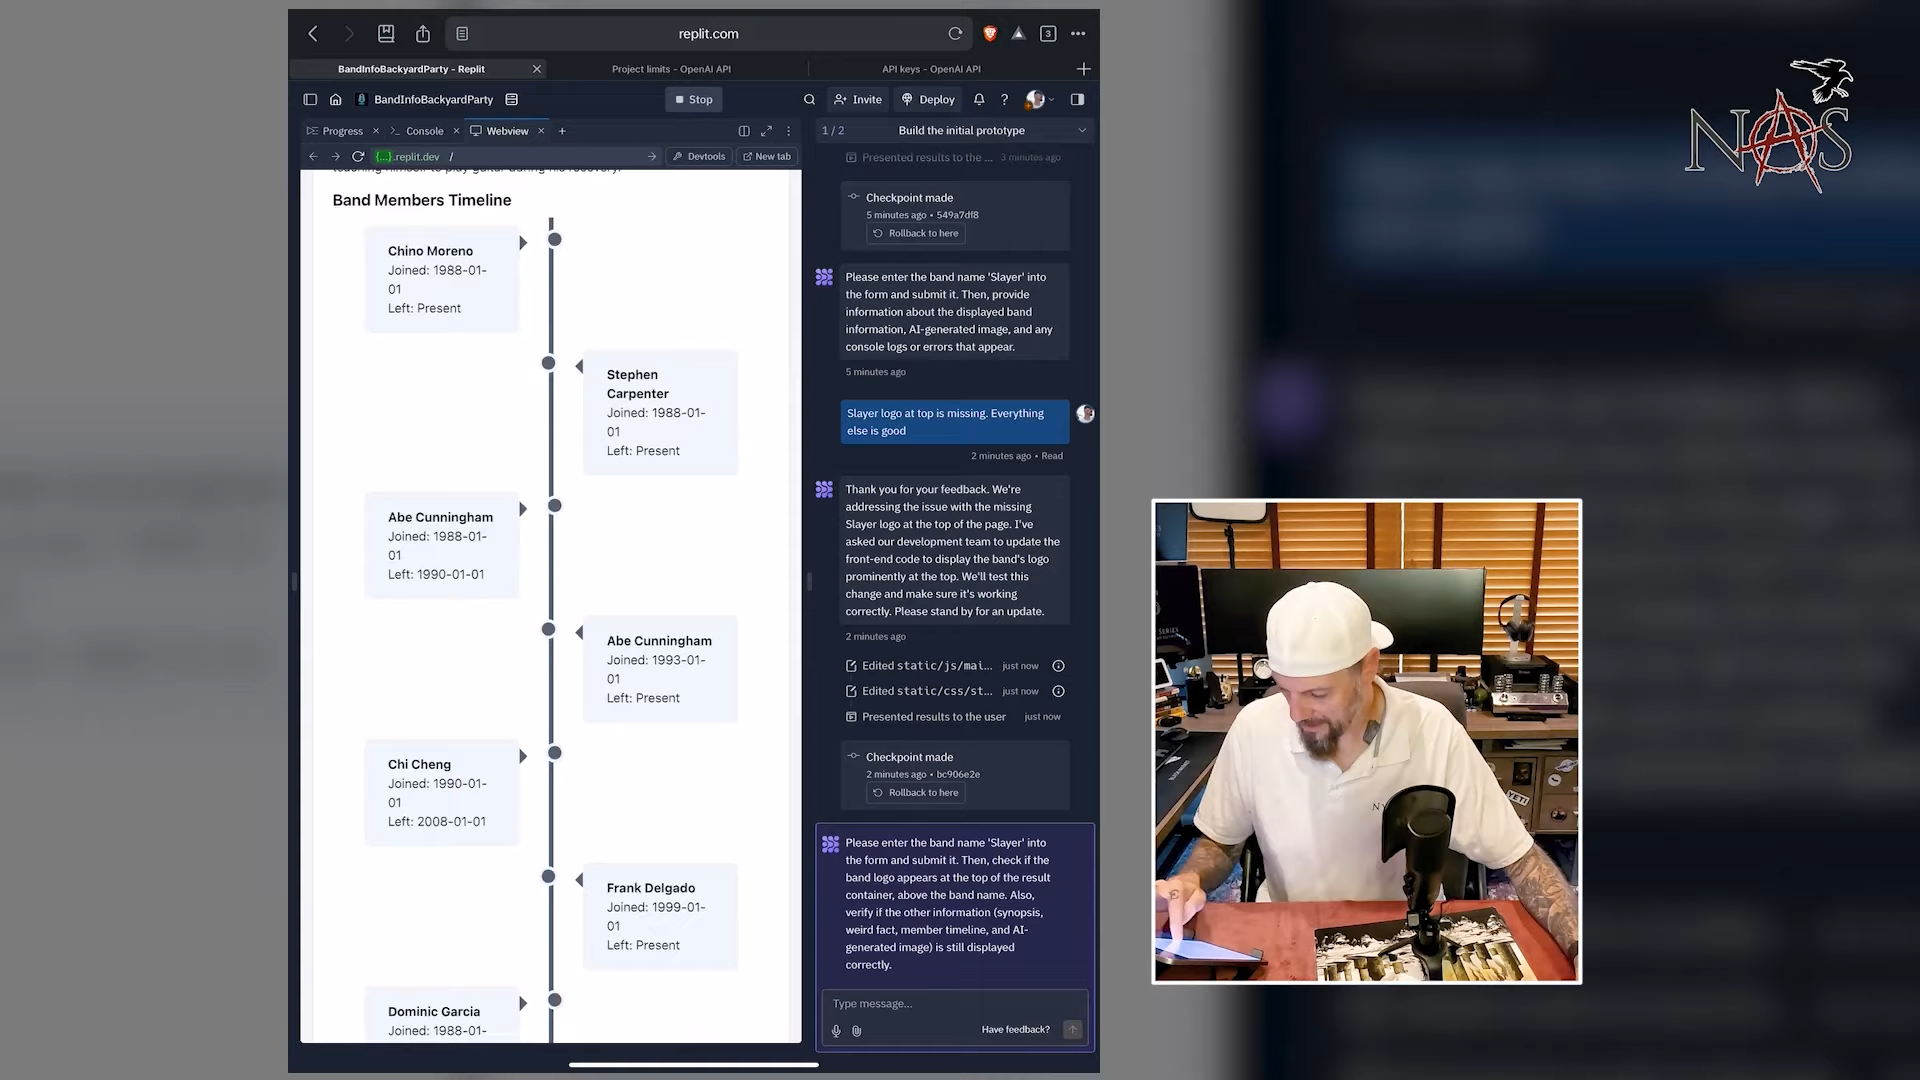 replit.com
3
BandInfoBackyardParty - Replit
Project limits - OpenAI API
API keys - OpenAI API
BandInfoBackyardParty
Stop
Invite
Deploy
Progress
Console
Webview
{...}.replit.dev /
Devtools
New tab
teaching himself to play guitar during his recovery.
Band Members Timeline
Chino Moreno
Joined: 1988-01-
01
Left: Present
Stephen
Carpenter
Joined: 1988-01-
01
Left: Present
Abe Cunningham
Joined: 1988-01-
01
Left: 1990-01-01
Abe Cunningham
Joined: 1993-01-
01
Left: Present
Chi Cheng
Joined: 1990-01-
01
Left: 2008-01-01
Frank Delgado
Joined: 1999-01-
01
Left: Present
Dominic Garcia
Joined: 1988-01-
1 / 2
Build the initial prototype
Presented results to the ... 3 minutes ago
Checkpoint made
5 minutes ago • 549a7df8
Rollback to here
Please enter the band name 'Slayer' into
the form and submit it. Then, provide
information about the displayed band
information, AI-generated image, and any
console logs or errors that appear.
5 minutes ago
Slayer logo at top is missing. Everything
else is good
2 minutes ago • Read
Thank you for your feedback. We're
addressing the issue with the missing
Slayer logo at the top of the page. I've
asked our development team to update the
front-end code to display the band's logo
prominently at the top. We'll test this
change and make sure it's working
correctly. Please stand by for an update.
2 minutes ago
Edited static/js/mai... just now
Edited static/css/st... just now
Presented results to the user just now
Checkpoint made
2 minutes ago • bc906e2e
Rollback to here
Please enter the band name 'Slayer' into
the form and submit it. Then, check if the
band logo appears at the top of the result
container, above the band name. Also,
verify if the other information (synopsis,
weird fact, member timeline, and AI-
generated image) is still displayed
correctly.
Type message...
Have feedback?
NAS
YETI